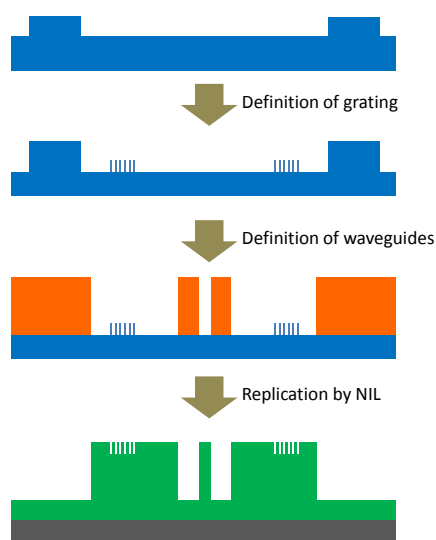 Definition of grating
Definition of waveguides
Replication by NIL